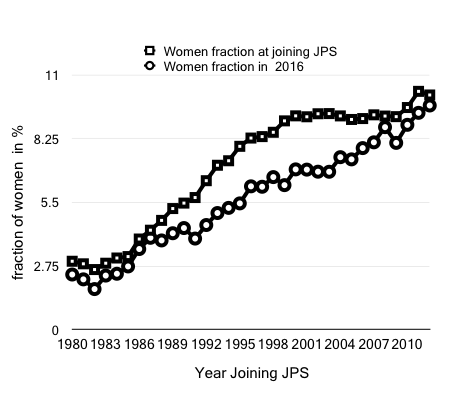 Women fraction at joining JPS
Women fraction in 2016
11
8.25
5.5
2.75
0
fraction of women in %
1980 1983 1986 1989 1992 1995 1998 2001 2004 2007 2010
Year Joining JPS